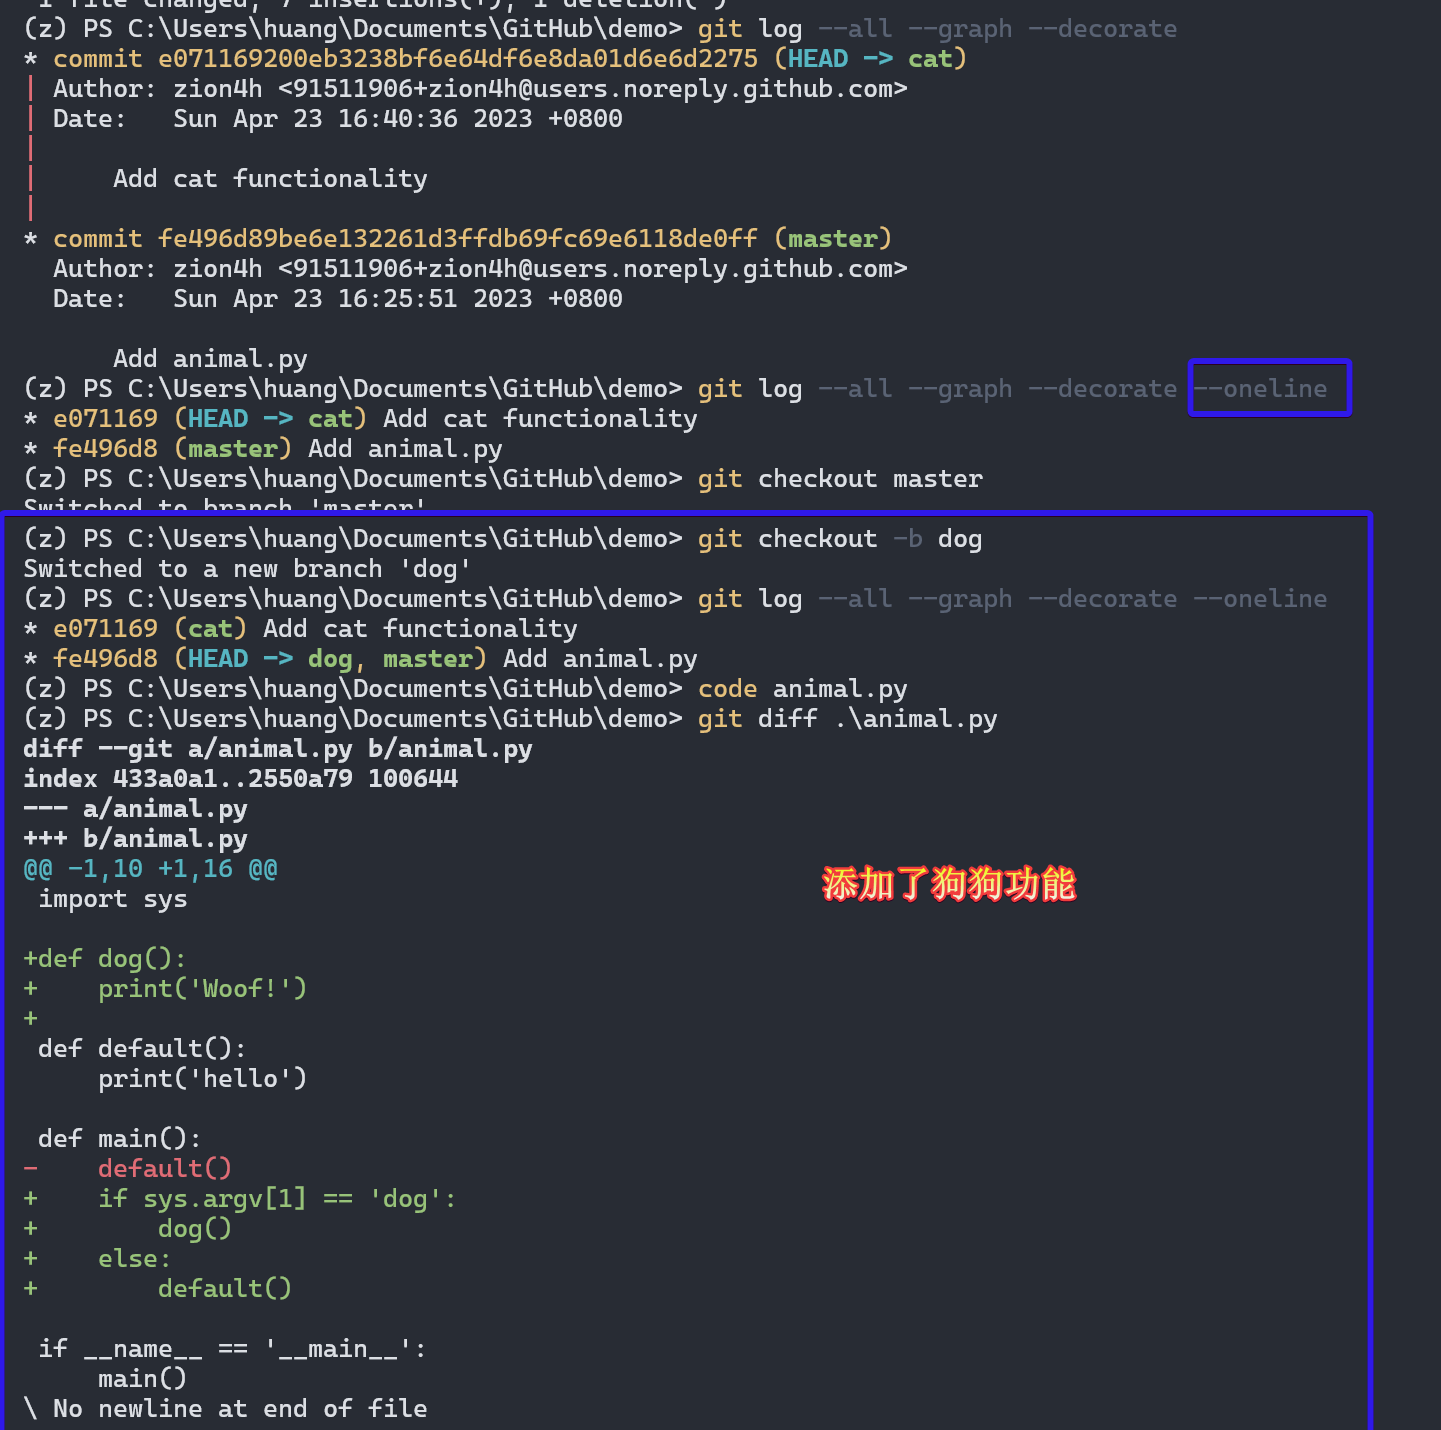 1 file changed, 7 insertions(+), 1 deletion(-)
(z) PS C:\Users\huang\Documents\GitHub\demo> git log --all --graph --decorate
* commit e071169200eb3238bf6e64df6e8da01d6e6d2275 (HEAD -> cat)
| Author: zion4h <91511906+zion4h@users.noreply.github.com>
| Date:   Sun Apr 23 16:40:36 2023 +0800
|
|     Add cat functionality
|
* commit fe496d89be6e132261d3ffdb69fc69e6118de0ff (master)
  Author: zion4h <91511906+zion4h@users.noreply.github.com>
  Date:   Sun Apr 23 16:25:51 2023 +0800
      Add animal.py
(z) PS C:\Users\huang\Documents\GitHub\demo> git log --all --graph --decorate --oneline
* e071169 (HEAD -> cat) Add cat functionality
* fe496d8 (master) Add animal.py
(z) PS C:\Users\huang\Documents\GitHub\demo> git checkout master
Switched to branch 'master'
(z) PS C:\Users\huang\Documents\GitHub\demo> git checkout -b dog
Switched to a new branch 'dog'
(z) PS C:\Users\huang\Documents\GitHub\demo> git log --all --graph --decorate --oneline
* e071169 (cat) Add cat functionality
* fe496d8 (HEAD -> dog, master) Add animal.py
(z) PS C:\Users\huang\Documents\GitHub\demo> code animal.py
(z) PS C:\Users\huang\Documents\GitHub\demo> git diff .\animal.py
diff --git a/animal.py b/animal.py
index 433a0a1..2550a79 100644
--- a/animal.py
+++ b/animal.py
@@ -1,10 +1,16 @@
添加了狗狗功能
 import sys
+def dog():
+    print('Woof!')
+
 def default():
     print('hello')
 def main():
-    default()
+    if sys.argv[1] == 'dog':
+        dog()
+    else:
+        default()
 if __name__ == '__main__':
     main()
\ No newline at end of file